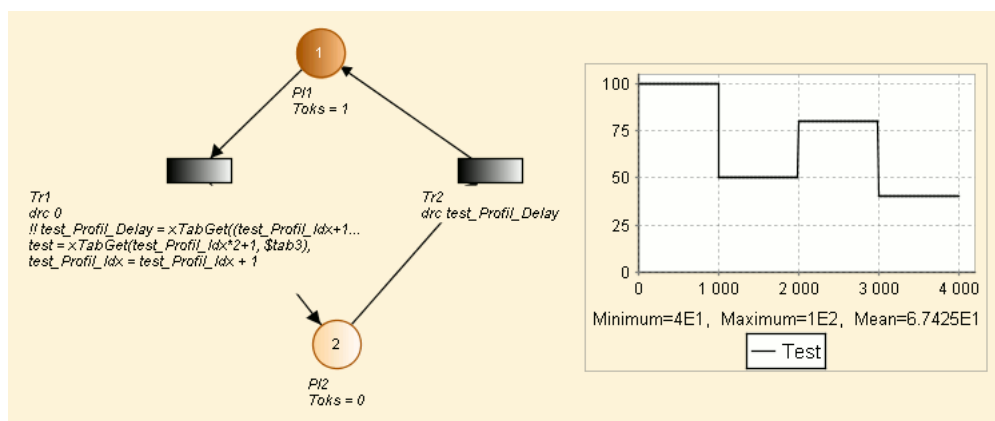 1
Pl1
Toks = 1
Tr1
drc 0
!! test_Profil_Delay = xTabGet((test_Profil_Idx+1...
test = xTabGet(test_Profil_Idx*2+1, $tab3),
test_Profil_Idx = test_Profil_Idx + 1
Tr2
drc test_Profil_Delay
2
Pl2
Toks = 0
100
75
50
25
0
0 1 000 2 000 3 000 4 000
Minimum=4E1, Maximum=1E2, Mean=6.7425E1
Test